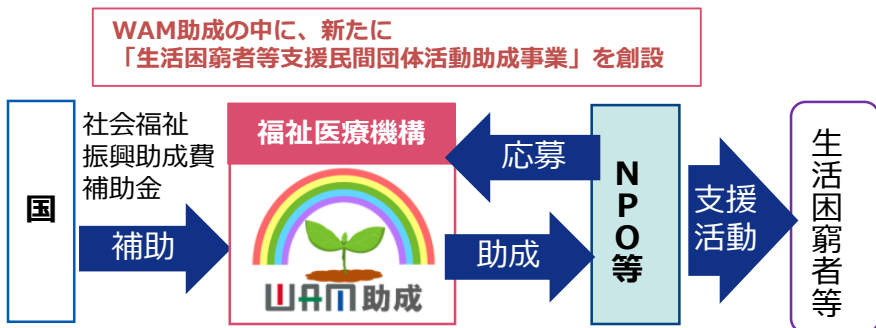 WAM助成の中に、新たに
「生活困窮者等支援民間団体活動助成事業」を創設
国
社会福祉
振興助成費
補助金
補助
福祉医療機構
WAM助成
応募
助成
NPO等
支援
活動
生活困窮者等